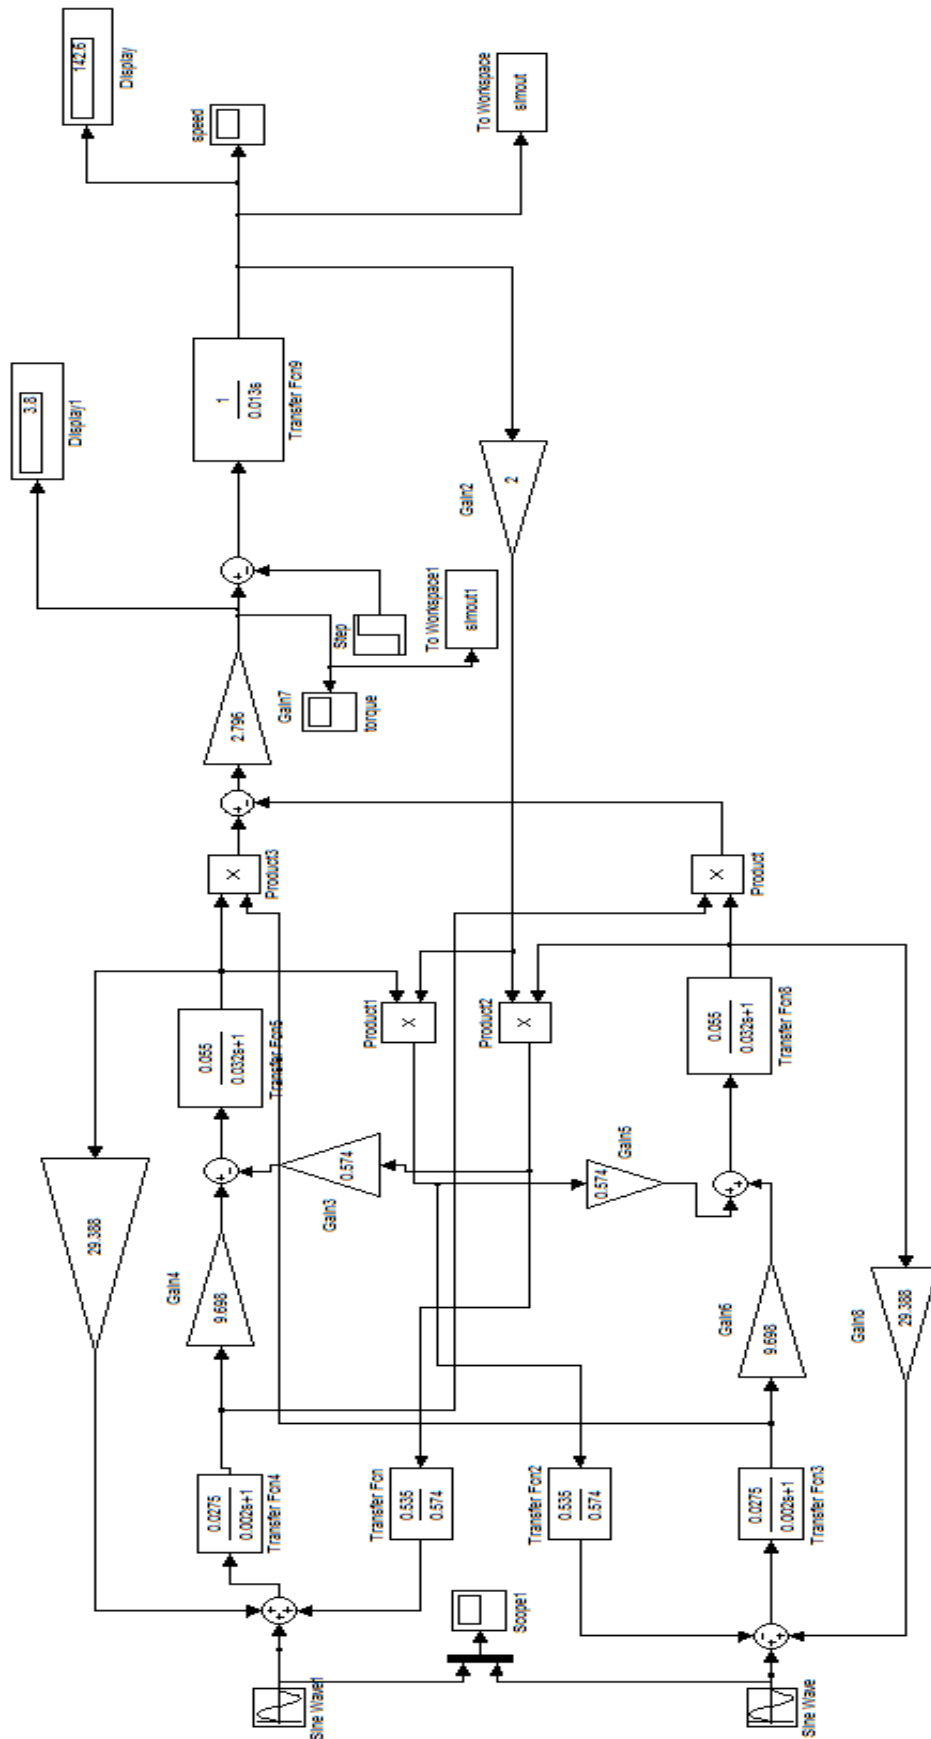 142.6
Display
speed
To Workspace
simout
3.8
Display1
1
0.013s
Transfer Fcn9
Gain2
2
To Workspace1
simout1
Step
Gain7
2.796
torque
X
Product3
X
Product
X
Product1
X
Product2
0.055
0.032s+1
Transfer Fcn5
0.055
0.032s+1
Transfer Fcn8
29.388
Gain4
9.698
Gain3
0.574
Gain5
0.574
Gain6
9.698
Gain8
29.388
0.0275
0.002s+1
Transfer Fcn4
0.535
0.574
Transfer Fcn
0.535
0.574
Transfer Fcn2
0.0275
0.002s+1
Transfer Fcn3
Scope1
Sine Wave1
Sine Wave